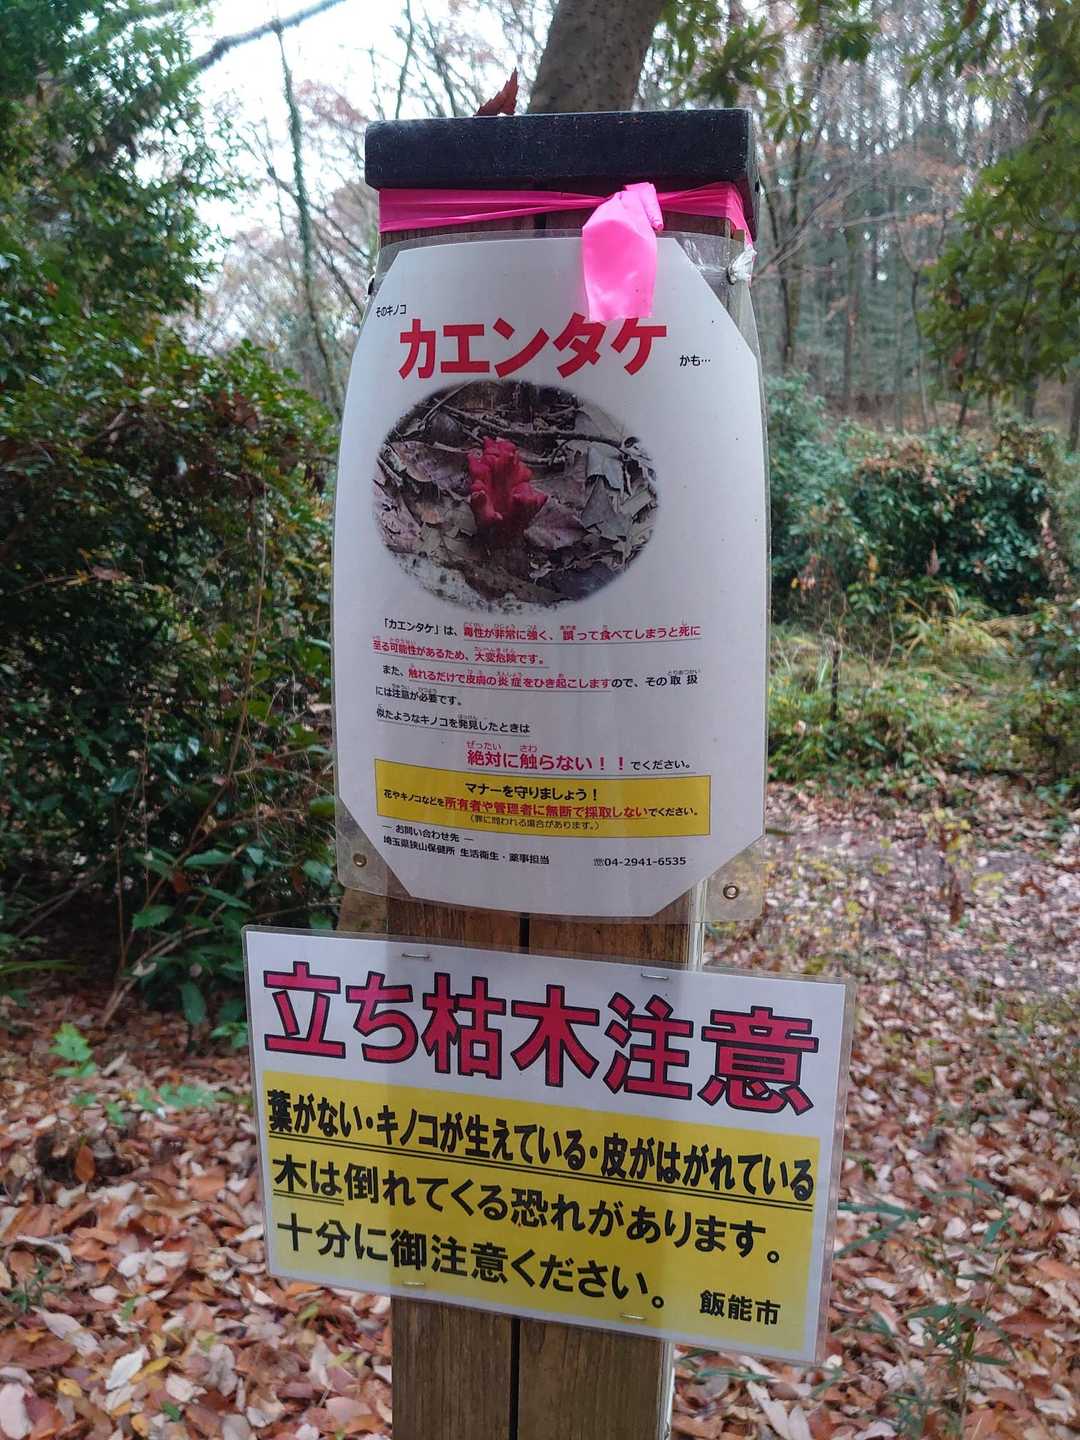 そのキノコ
カエンタケ かも…
「カエンタケ」は、毒性が非常に強く、誤って食べてしまうと死に
至る可能性があるため、大変危険です。
また、触れるだけで皮膚の炎症をひき起こしますので、その取扱
には注意が必要です。
似たようなキノコを発見したときは
絶対に触らない！！でください。
マナーを守りましょう！
花やキノコなどを所有者や管理者に無断で採取しないでください。
（罪に問われる場合があります。）
― お問い合わせ先 ―
埼玉県狭山保健所 生活衛生・薬事担当 ☏04-2941-6535
立ち枯木注意
葉がない・キノコが生えている・皮がはがれている
木は倒れてくる恐れがあります。
十分に御注意ください。 飯能市